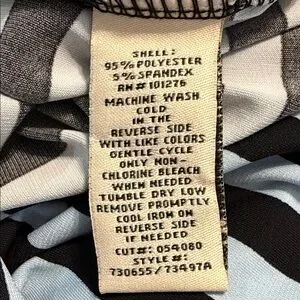 SHELL:
95% POLYESTER
5% SPANDEX
RN# 101276
MACHINE WASH
COLD
IN THE
REVERSE SIDE
WITH LIKE COLORS
GENTLE CYCLE
ONLY NON-
CHLORINE BLEACH
WHEN NEEDED
TUMBLE DRY LOW
REMOVE PROMPTLY
COOL IRON ON
REVERSE SIDE
IF NEEDED
CUT#: 054080
STYLE#:
730655/73497A